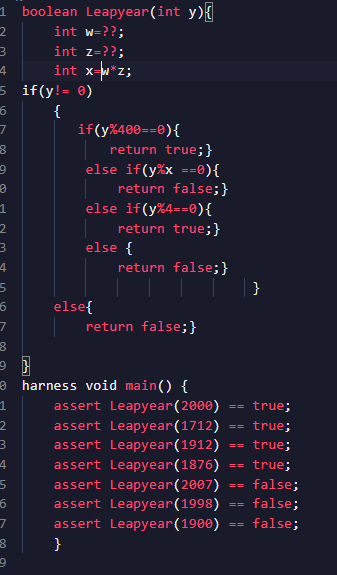 1 boolean Leapyear(int y){
2 int w=??;
3 int z=??;
4 int x=w*z;
5 if(y!= 0)
6 {
7 if(y%400==0){
8 return true;}
9 else if(y%x ==0){
0 return false;}
1 else if(y%4==0){
2 return true;}
3 else {
4 return false;}
5 }
6 else{
7 return false;}
8
9 }
0 harness void main() {
1 assert Leapyear(2000) == true;
2 assert Leapyear(1712) == true;
3 assert Leapyear(1912) == true;
4 assert Leapyear(1876) == true;
5 assert Leapyear(2007) == false;
6 assert Leapyear(1998) == false;
7 assert Leapyear(1900) == false;
8 }
9